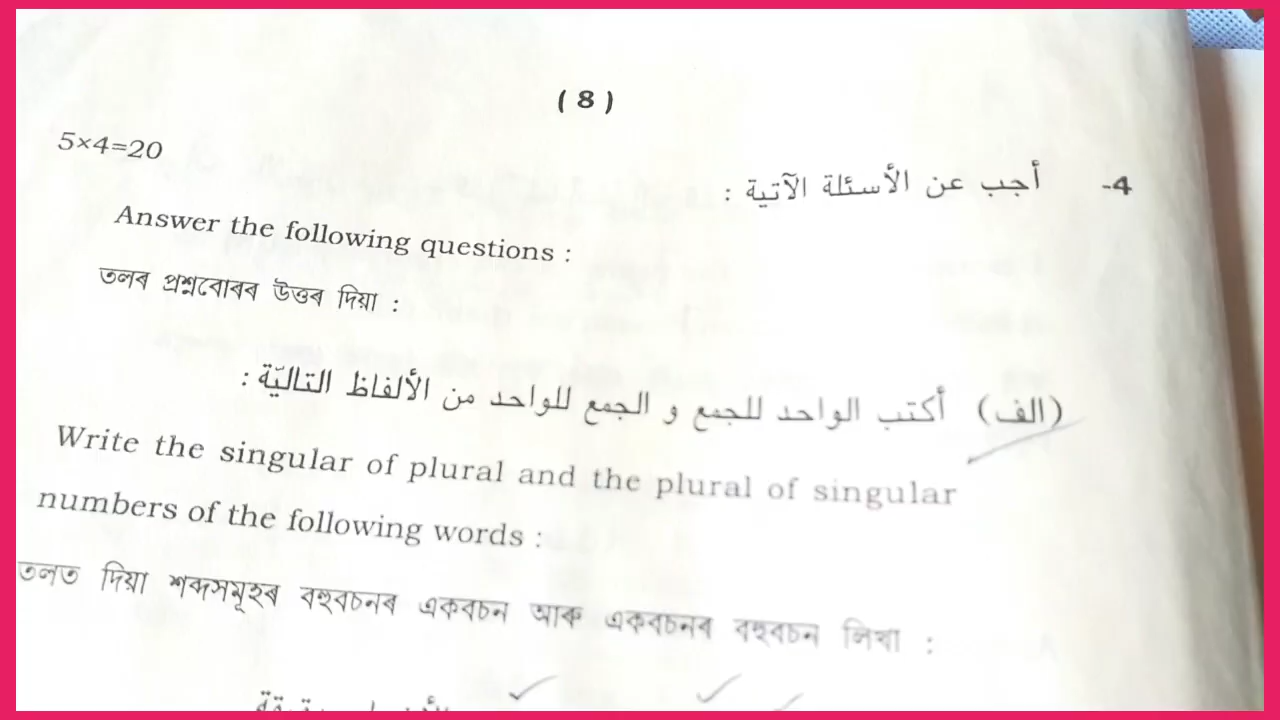 ( 8 )
5×4=20
4- أجب عن الأسئلة الآتية :
Answer the following questions :
তলৰ প্ৰশ্নবোৰৰ উত্তৰ দিয়া :
(الف) أكتب الواحد للجمع و الجمع للواحد من الألفاظ التاليّة :
Write the singular of plural and the plural of singular
numbers of the following words :
তলত দিয়া শব্দসমূহৰ বহুবচনৰ একবচন আৰু একবচনৰ বহুবচন লিখা :